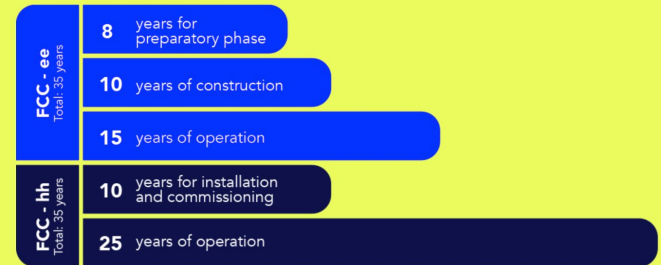 FCC - ee
Total: 35 years
8 years for
preparatory phase
10 years of construction
15 years of operation
FCC - hh
Total: 35 years
10 years for installation
and commissioning
25 years of operation